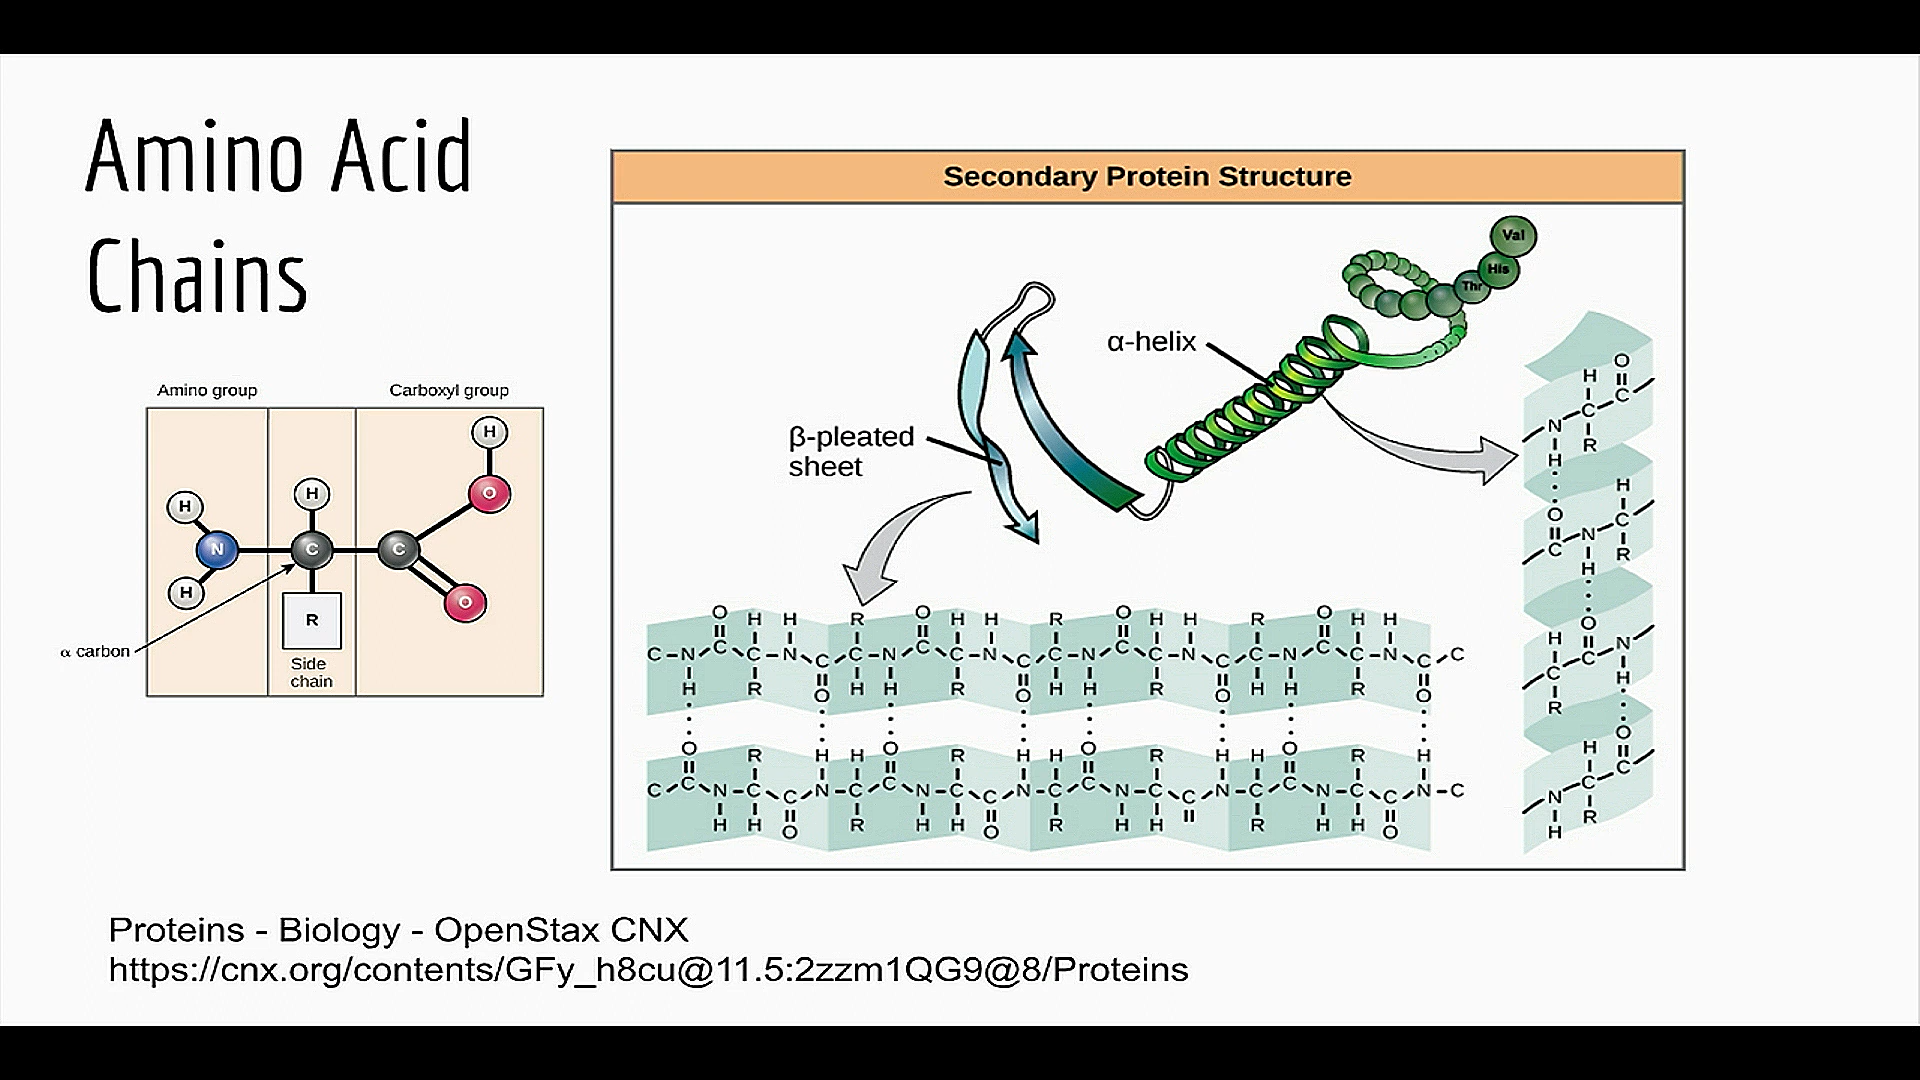 Amino Acid
Chains
Amino group
Carboxyl group
H
H
H
O
N
C
C
H
O
R
α carbon
Side
chain
Secondary Protein Structure
Val
His
Thr
α-helix
β-pleated
sheet
O H H R O H H R O H H R O H H
C N C C N C C N C C N C C N C C N C C N C C N C C N C C
H R O H H R O H H R O H H R O
O R H H O R H H O R H H O R H
C C N C C N C C N C C N C C N C C N C C N C C N C C N C
H H O R H H O R H H R H H O
O
H
C
C
N
R
H
H
O
C
N
C
R
H
O
H
N
C
C
H
R
O
H
C
C
N
R
H
Proteins - Biology - OpenStax CNX
https://cnx.org/contents/GFy_h8cu@11.5:2zzm1QG9@8/Proteins